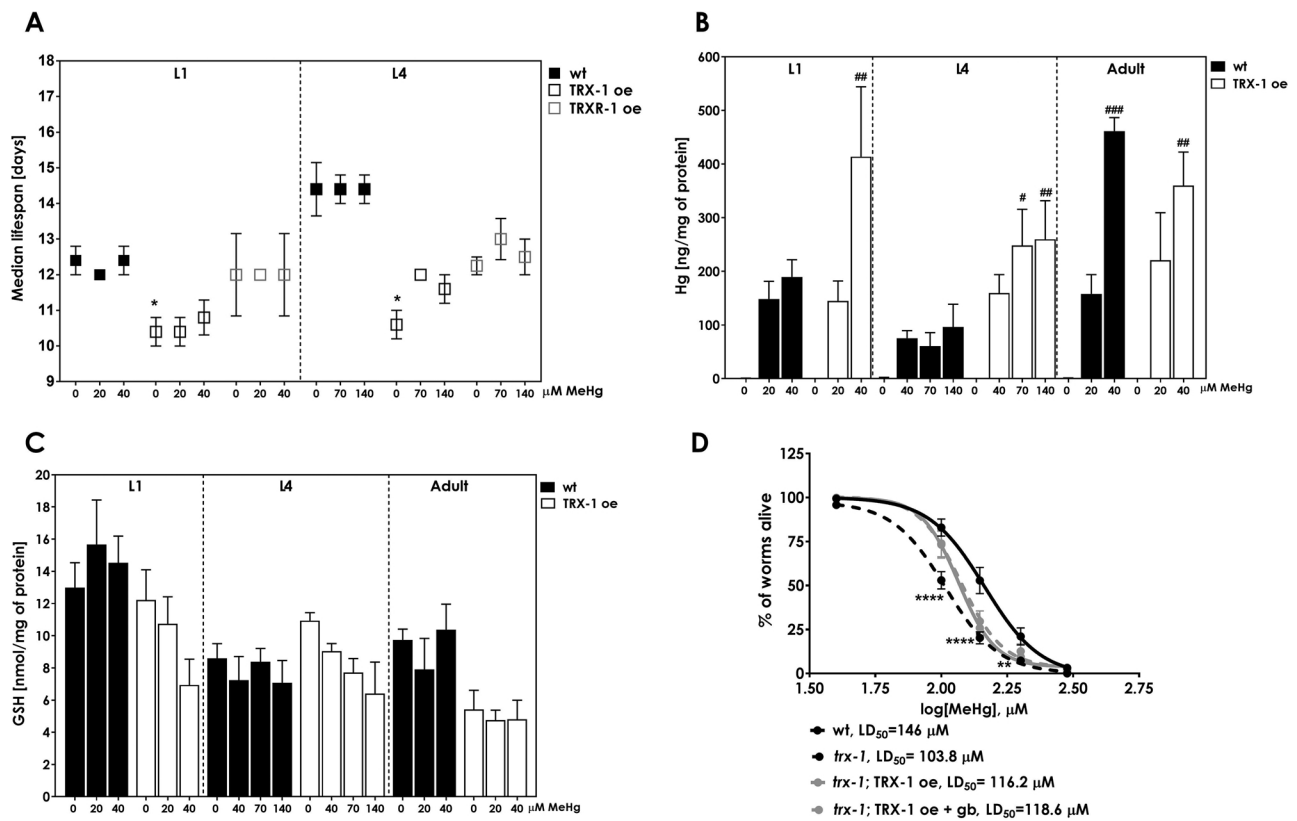 A
Median lifespan [days]
18
17
16
15
14
13
12
11
10
9
L1
L4
*
*
0 20 40 0 20 40 0 20 40 0 70 140 0 70 140 0 70 140 μM MeHg
wt
TRX-1 oe
TRXR-1 oe
B
Hg [ng/mg of protein]
600
500
400
300
200
100
0
L1
L4
Adult
##
#
##
###
##
0 20 40 0 20 40 0 40 70 140 0 40 70 140 0 20 40 0 20 40 μM MeHg
wt
TRX-1 oe
C
GSH [nmol/mg of protein]
20
18
16
14
12
10
8
6
4
2
0
L1
L4
Adult
0 20 40 0 20 40 0 40 70 140 0 40 70 140 0 20 40 0 20 40 μM MeHg
wt
TRX-1 oe
D
% of worms alive
125
100
75
50
25
0
****
****
**
1.50 1.75 2.00 2.25 2.50 2.75
log[MeHg], μM
wt, LD50=146 μM
trx-1, LD50= 103.8 μM
trx-1; TRX-1 oe, LD50= 116.2 μM
trx-1; TRX-1 oe + gb, LD50=118.6 μM